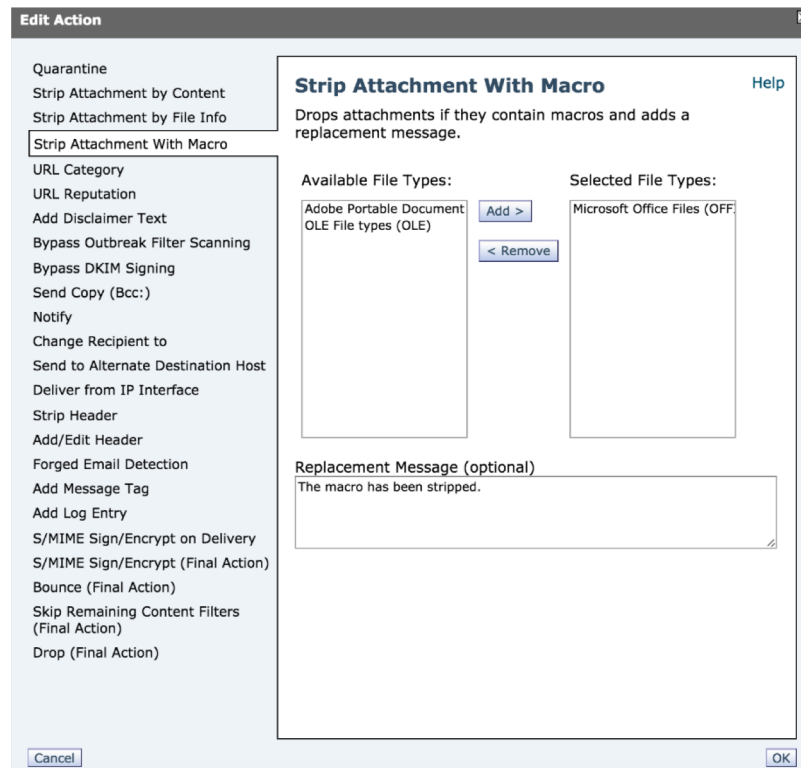 Edit Action
Quarantine
Strip Attachment by Content
Strip Attachment by File Info
Strip Attachment With Macro
URL Category
URL Reputation
Add Disclaimer Text
Bypass Outbreak Filter Scanning
Bypass DKIM Signing
Send Copy (Bcc:)
Notify
Change Recipient to
Send to Alternate Destination Host
Deliver from IP Interface
Strip Header
Add/Edit Header
Forged Email Detection
Add Message Tag
Add Log Entry
S/MIME Sign/Encrypt on Delivery
S/MIME Sign/Encrypt (Final Action)
Bounce (Final Action)
Skip Remaining Content Filters
(Final Action)
Drop (Final Action)
Strip Attachment With Macro
Help
Drops attachments if they contain macros and adds a
replacement message.
Available File Types:
Adobe Portable Document
OLE File types (OLE)
Add >
< Remove
Selected File Types:
Microsoft Office Files (OFF
Replacement Message (optional)
The macro has been stripped.
Cancel
OK